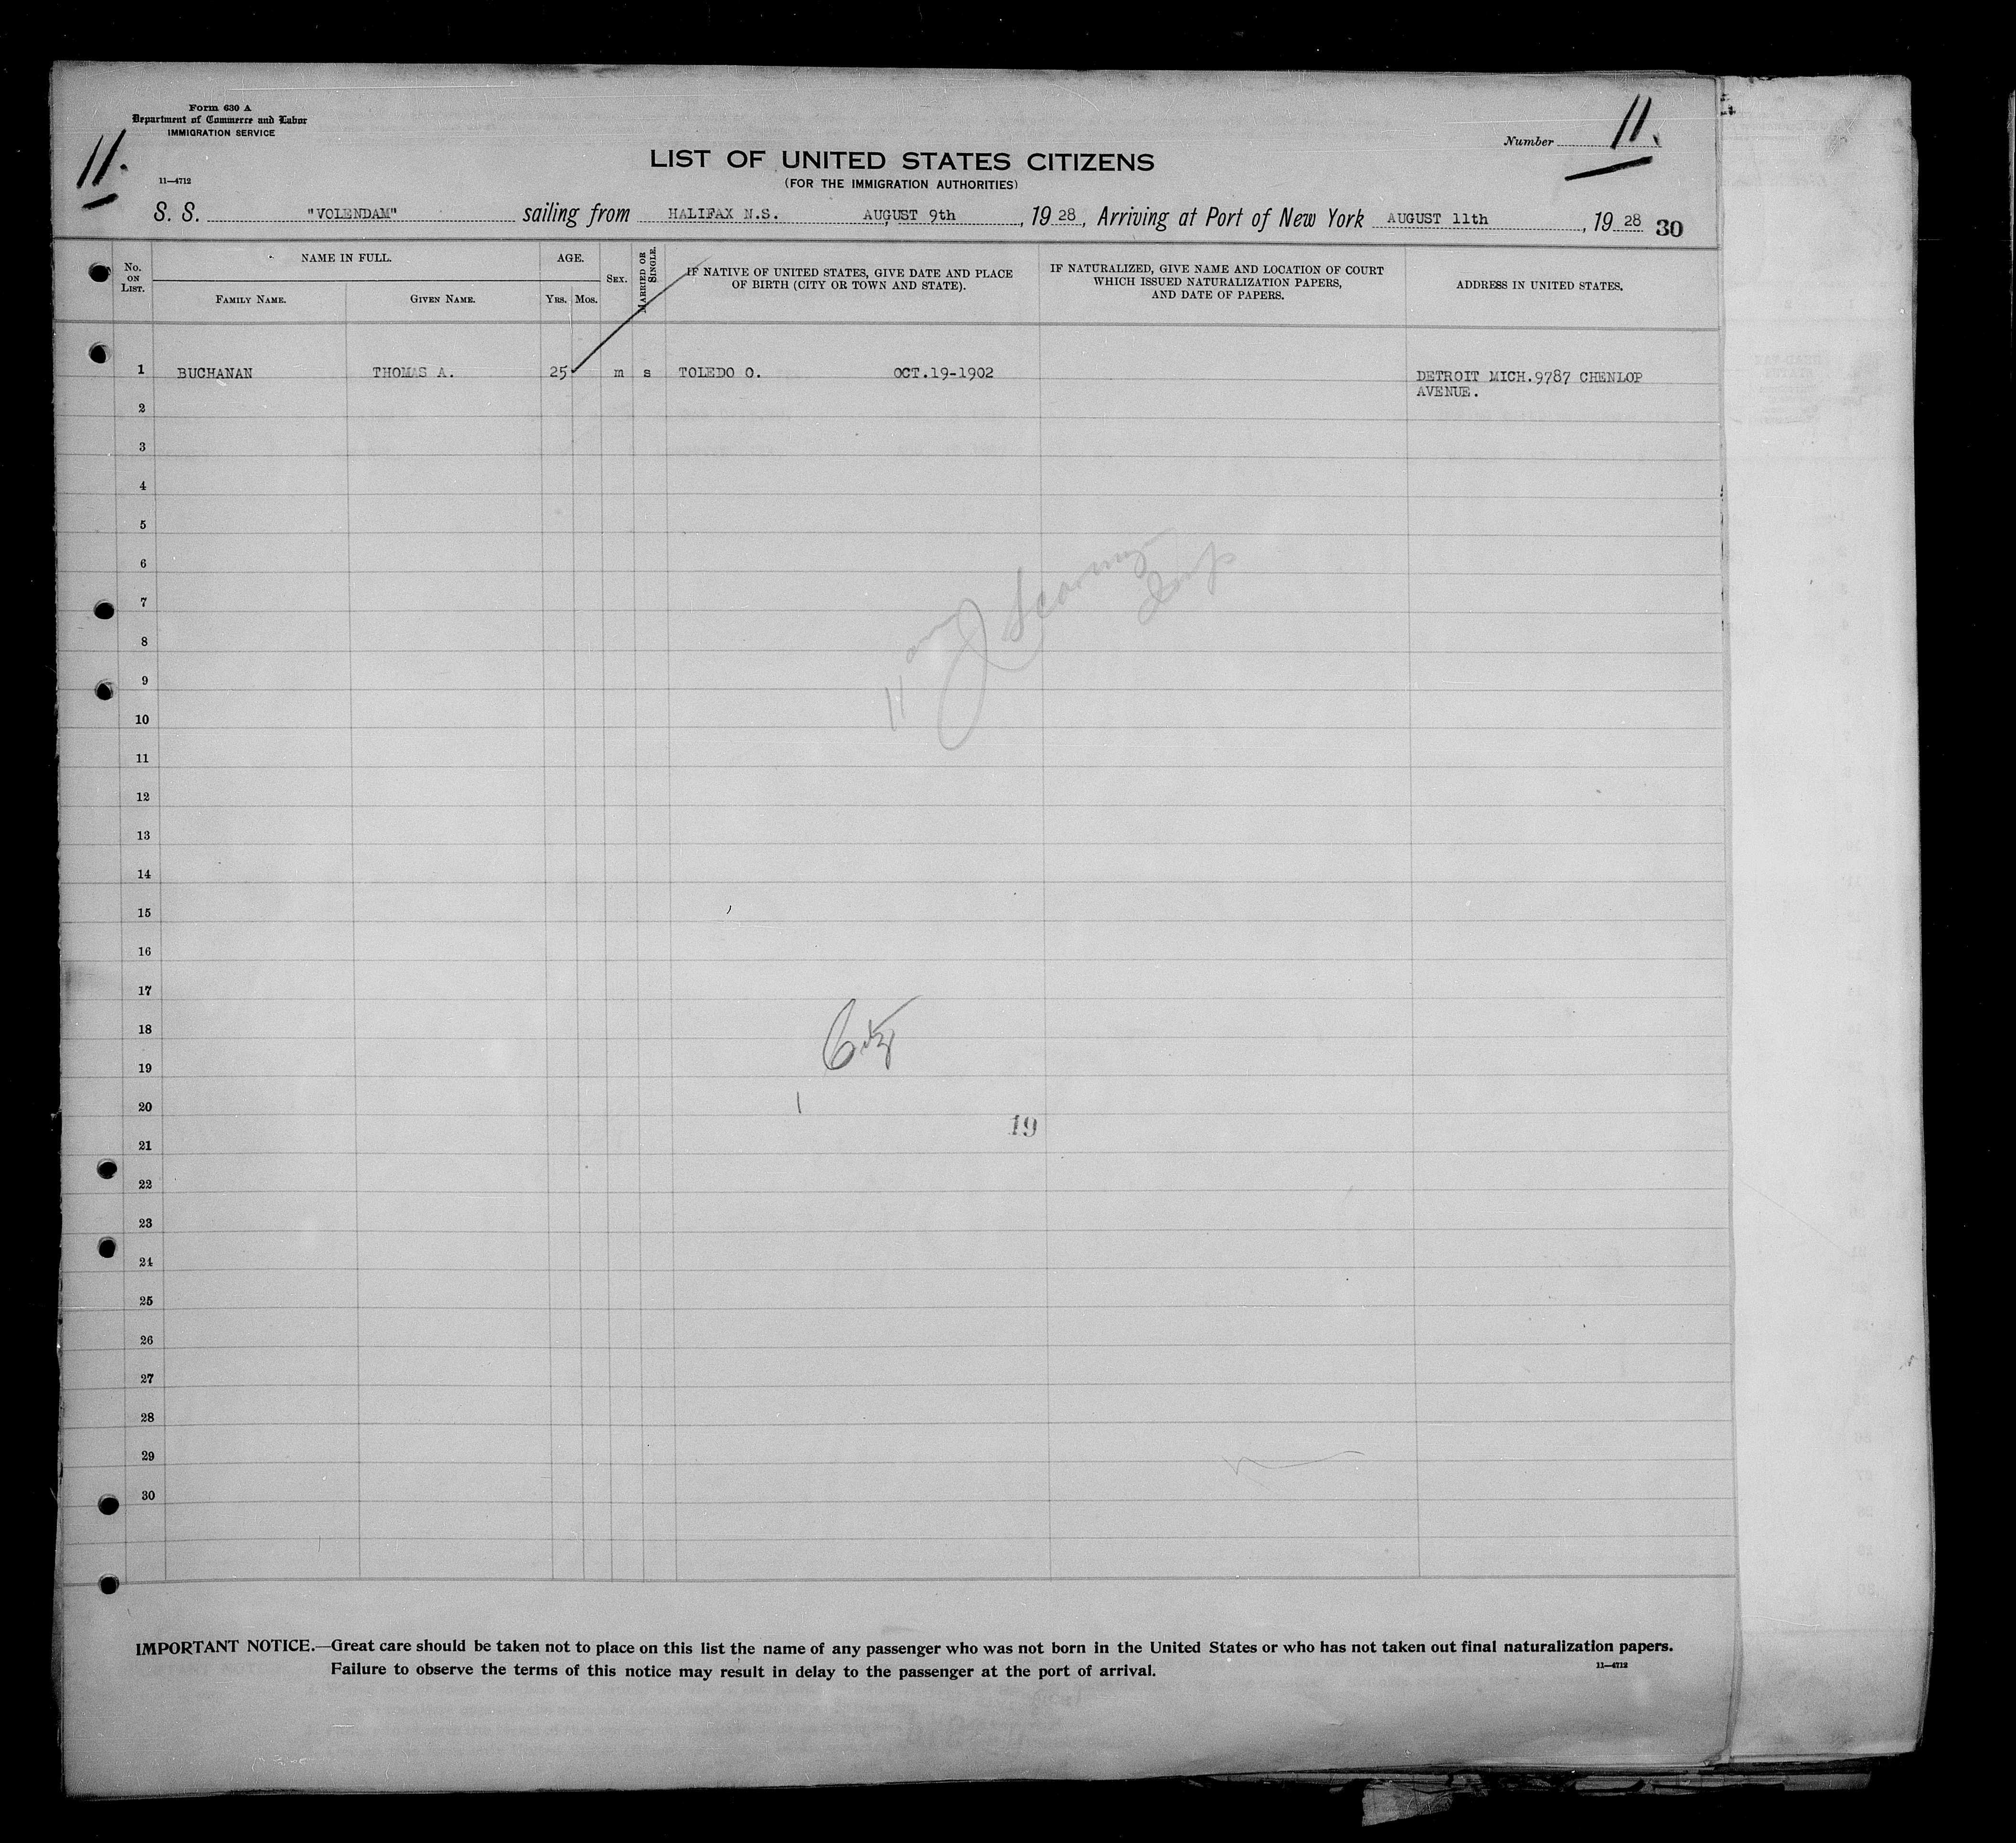 Form 630 A
Department of Commerce and Labor
IMMIGRATION SERVICE
11.
11—4712
Number 11.
LIST OF UNITED STATES CITIZENS
(FOR THE IMMIGRATION AUTHORITIES)
S. S. "VOLENDAM" sailing from HALIFAX N.S. AUGUST 9th, 1928, Arriving at Port of New York AUGUST 11th, 1928 30
No. ON LIST.
NAME IN FULL.
FAMILY NAME.
GIVEN NAME.
AGE.
YRS.
MOS.
SEX.
MARRIED OR SINGLE.
IF NATIVE OF UNITED STATES, GIVE DATE AND PLACE
OF BIRTH (CITY OR TOWN AND STATE).
IF NATURALIZED, GIVE NAME AND LOCATION OF COURT
WHICH ISSUED NATURALIZATION PAPERS,
AND DATE OF PAPERS.
ADDRESS IN UNITED STATES.
1 BUCHANAN THOMAS A. 25 m s TOLEDO O. OCT.19-1902 DETROIT MICH.9787 CHENLOP
AVENUE.
2
3
4
5
6
7
8
9
10
11
12
13
14
15
16
17
18
19
20
19
21
22
23
24
25
26
27
28
29
30
IMPORTANT NOTICE.—Great care should be taken not to place on this list the name of any passenger who was not born in the United States or who has not taken out final naturalization papers.
Failure to observe the terms of this notice may result in delay to the passenger at the port of arrival.
11—4712